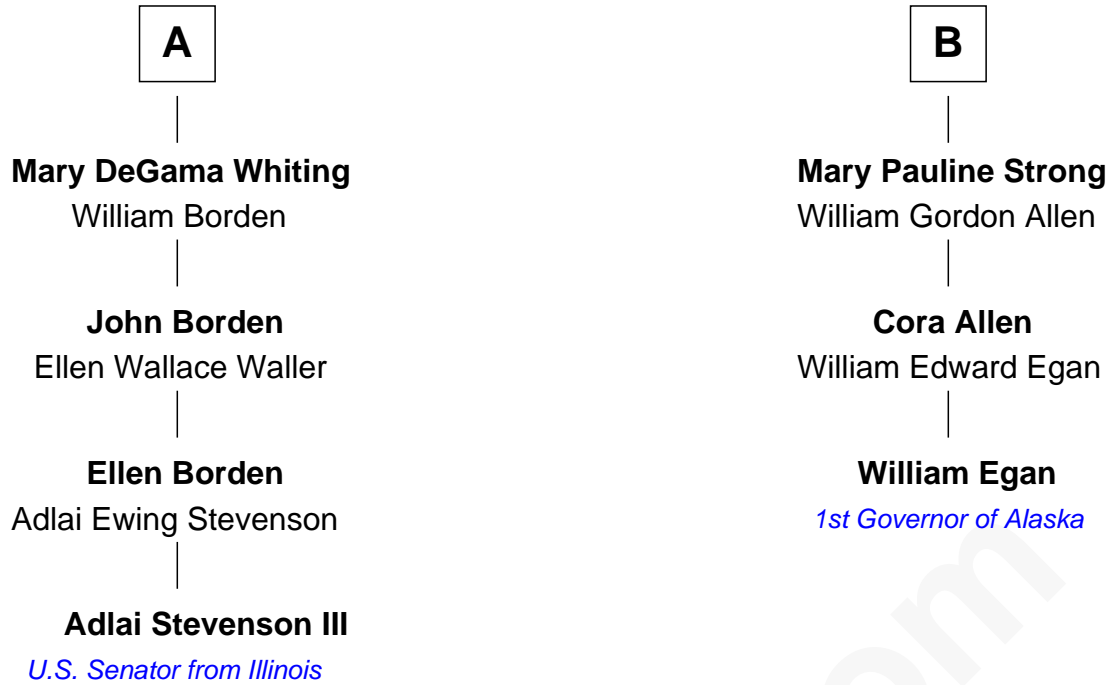 A
Mary DeGama Whiting
William Borden
John Borden
Ellen Wallace Waller
Ellen Borden
Adlai Ewing Stevenson
Adlai Stevenson III
U.S. Senator from Illinois
B
Mary Pauline Strong
William Gordon Allen
Cora Allen
William Edward Egan
William Egan
1st Governor of Alaska
om